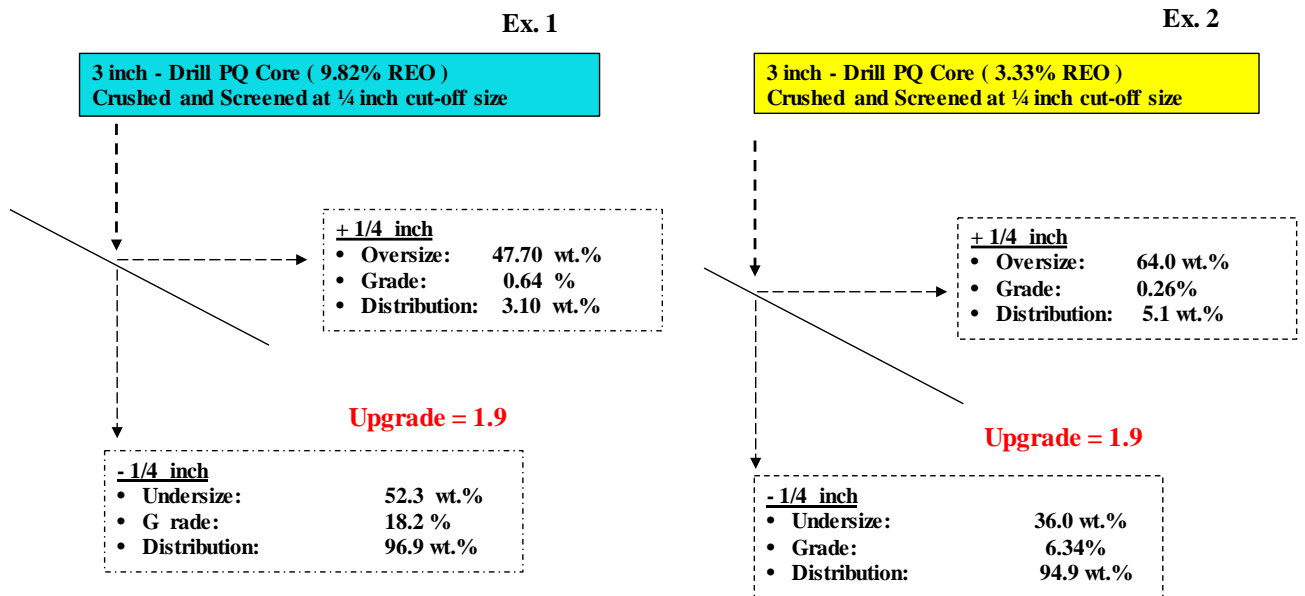 Ex. 1
3 inch - Drill PQ Core ( 9.82% REO )
Crushed and Screened at ¼ inch cut-off size
+ 1/4 inch
• Oversize: 47.70 wt.%
• Grade: 0.64 %
• Distribution: 3.10 wt.%
Upgrade = 1.9
- 1/4 inch
• Undersize: 52.3 wt.%
• G rade: 18.2 %
• Distribution: 96.9 wt.%
Ex. 2
3 inch - Drill PQ Core ( 3.33% REO )
Crushed and Screened at ¼ inch cut-off size
+ 1/4 inch
• Oversize: 64.0 wt.%
• Grade: 0.26%
• Distribution: 5.1 wt.%
Upgrade = 1.9
- 1/4 inch
• Undersize: 36.0 wt.%
• Grade: 6.34%
• Distribution: 94.9 wt.%